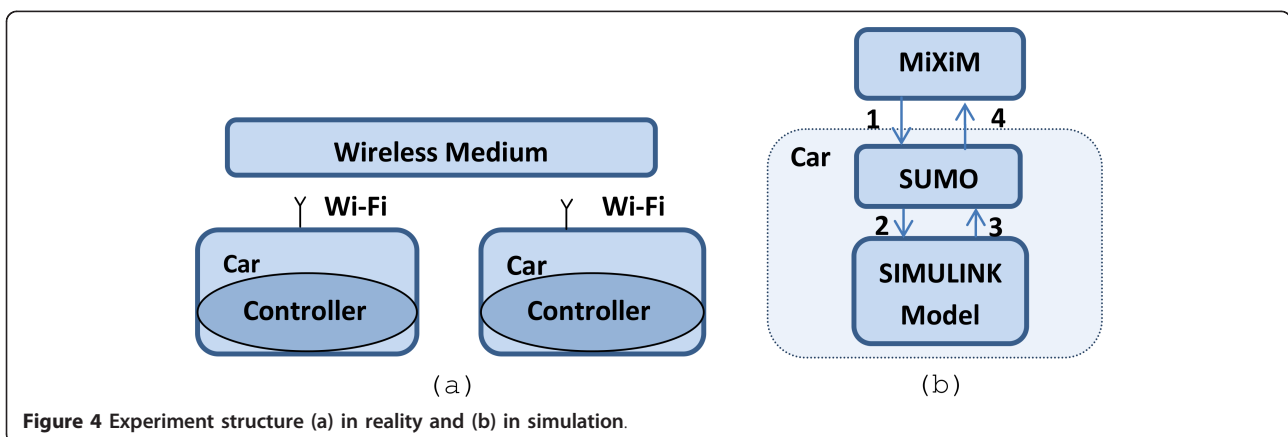 Wireless Medium
Wi-Fi
Wi-Fi
Car
Controller
Car
Controller
(a)
MiXiM
1
4
Car
SUMO
2
3
SIMULINK
Model
(b)
Figure 4 Experiment structure (a) in reality and (b) in simulation.